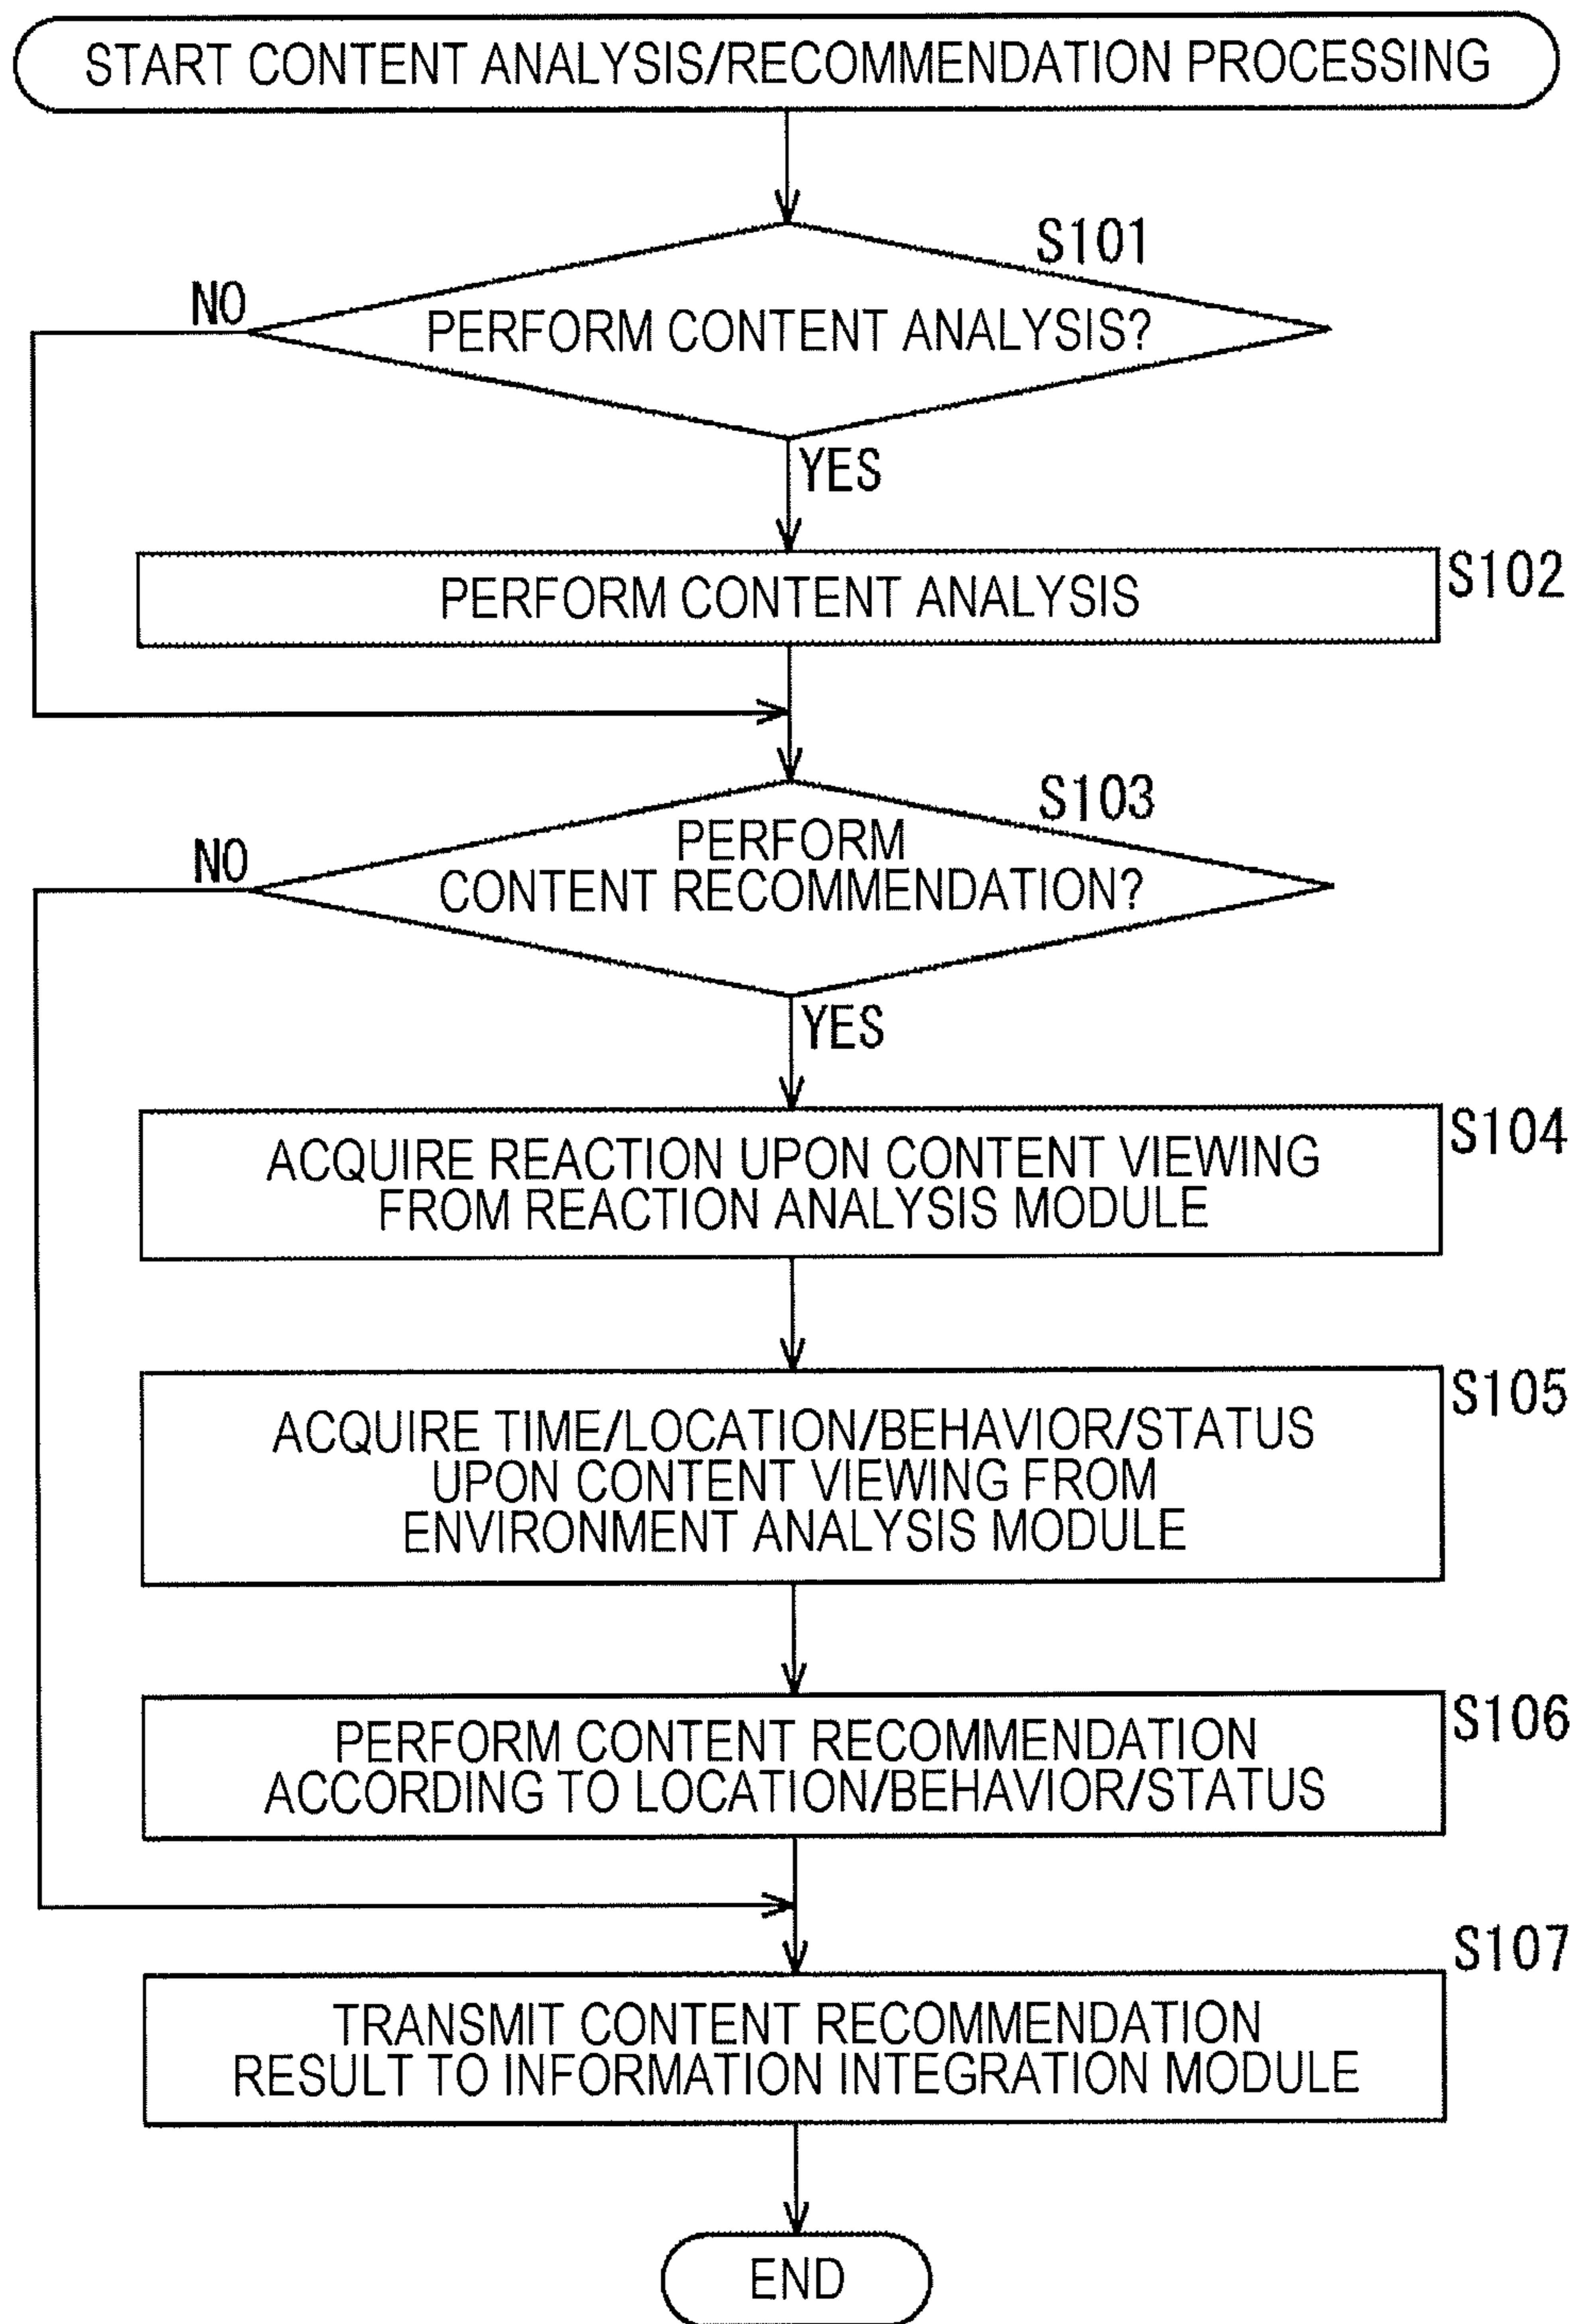 START CONTENT ANALYSIS/RECOMMENDATION PROCESSING
S101
NO
PERFORM CONTENT ANALYSIS?
YES
PERFORM CONTENT ANALYSIS
S102
S103
NO
PERFORM
CONTENT RECOMMENDATION?
YES
S104
ACQUIRE REACTION UPON CONTENT VIEWING
FROM REACTION ANALYSIS MODULE
S105
ACQUIRE TIME/LOCATION/BEHAVIOR/STATUS
UPON CONTENT VIEWING FROM
ENVIRONMENT ANALYSIS MODULE
S106
PERFORM CONTENT RECOMMENDATION
ACCORDING TO LOCATION/BEHAVIOR/STATUS
S107
TRANSMIT CONTENT RECOMMENDATION
RESULT TO INFORMATION INTEGRATION MODULE
END